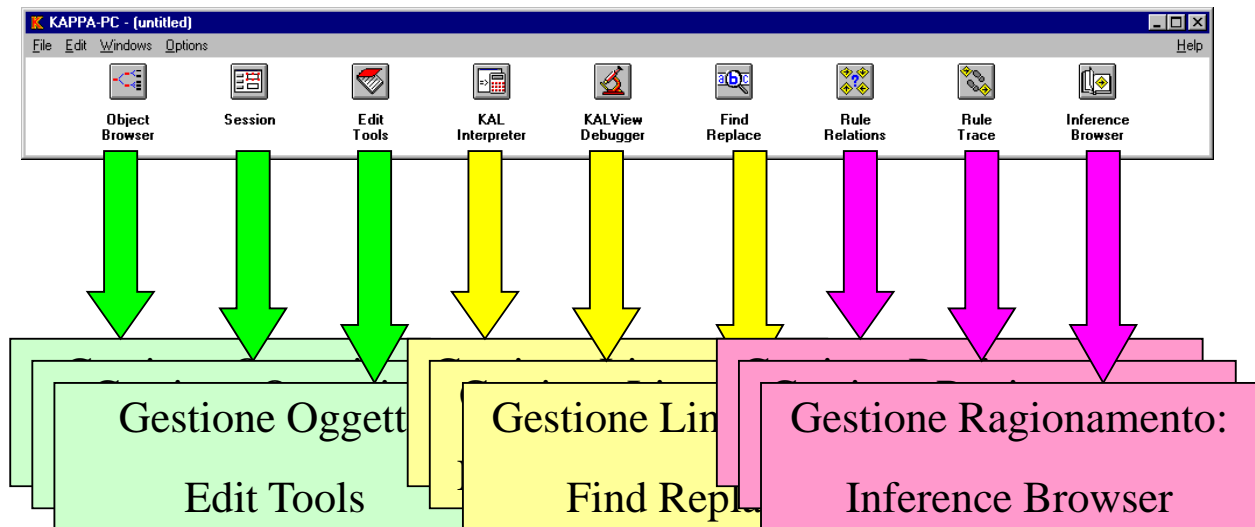 KAPPA-PC - (untitled)
File Edit Windows Options Help
Object Browser
Session
Edit Tools
KAL Interpreter
KALView Debugger
Find Replace
Rule Relations
Rule Trace
Inference Browser
Gestione Oggett
Edit Tools
Gestione Lin
Find Repla
Gestione Ragionamento:
Inference Browser